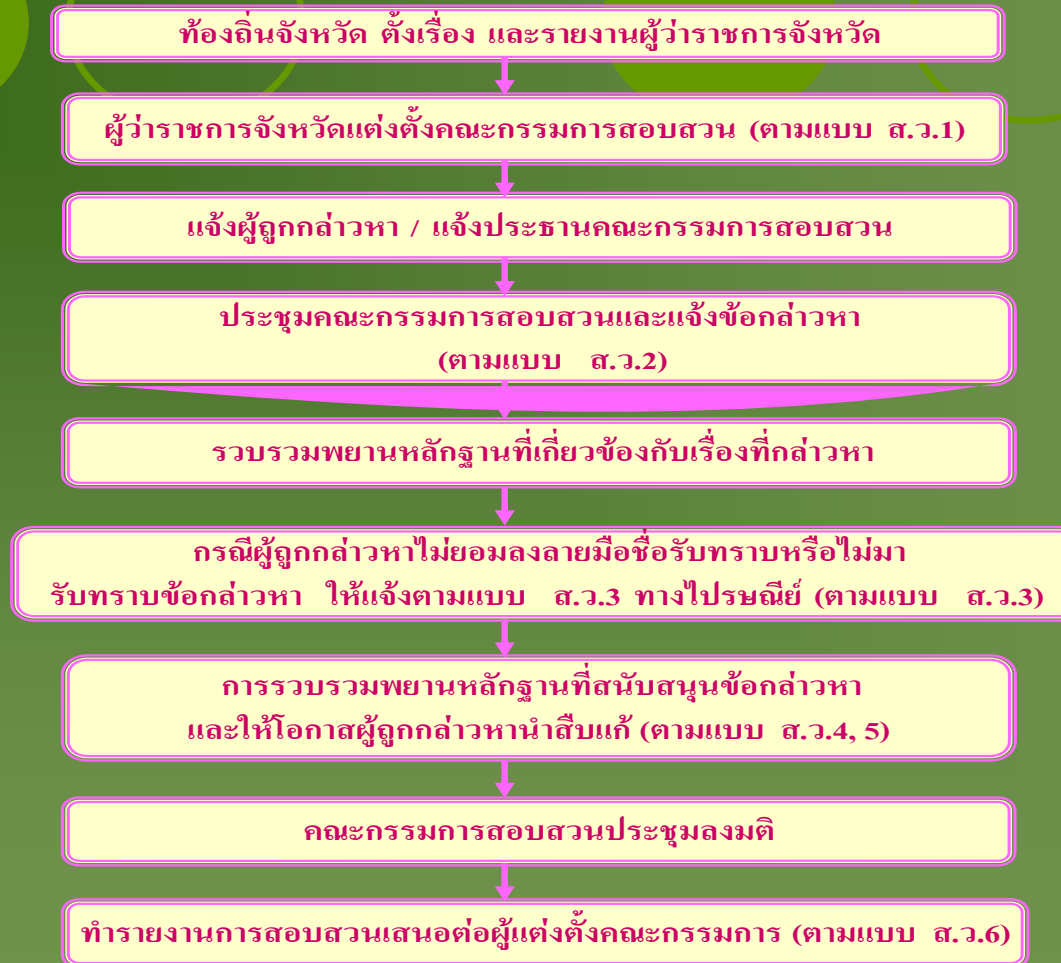 ท้องถิ่นจังหวัด ตั้งเรื่อง และรายงานผู้ว่าราชการจังหวัด
ผู้ว่าราชการจังหวัดแต่งตั้งคณะกรรมการสอบสวน (ตามแบบ ส.ว.1)
แจ้งผู้ถูกกล่าวหา / แจ้งประธานคณะกรรมการสอบสวน
ประชุมคณะกรรมการสอบสวนและแจ้งข้อกล่าวหา
(ตามแบบ ส.ว.2)
รวบรวมพยานหลักฐานที่เกี่ยวข้องกับเรื่องที่กล่าวหา
กรณีผู้ถูกกล่าวหาไม่ยอมลงลายมือชื่อรับทราบหรือไม่มา
รับทราบข้อกล่าวหา ให้แจ้งตามแบบ ส.ว.3 ทางไปรษณีย์ (ตามแบบ ส.ว.3)
การรวบรวมพยานหลักฐานที่สนับสนุนข้อกล่าวหา
และให้โอกาสผู้ถูกกล่าวหานำสืบแก้ (ตามแบบ ส.ว.4, 5)
คณะกรรมการสอบสวนประชุมลงมติ
ทำรายงานการสอบสวนเสนอต่อผู้แต่งตั้งคณะกรรมการ (ตามแบบ ส.ว.6)